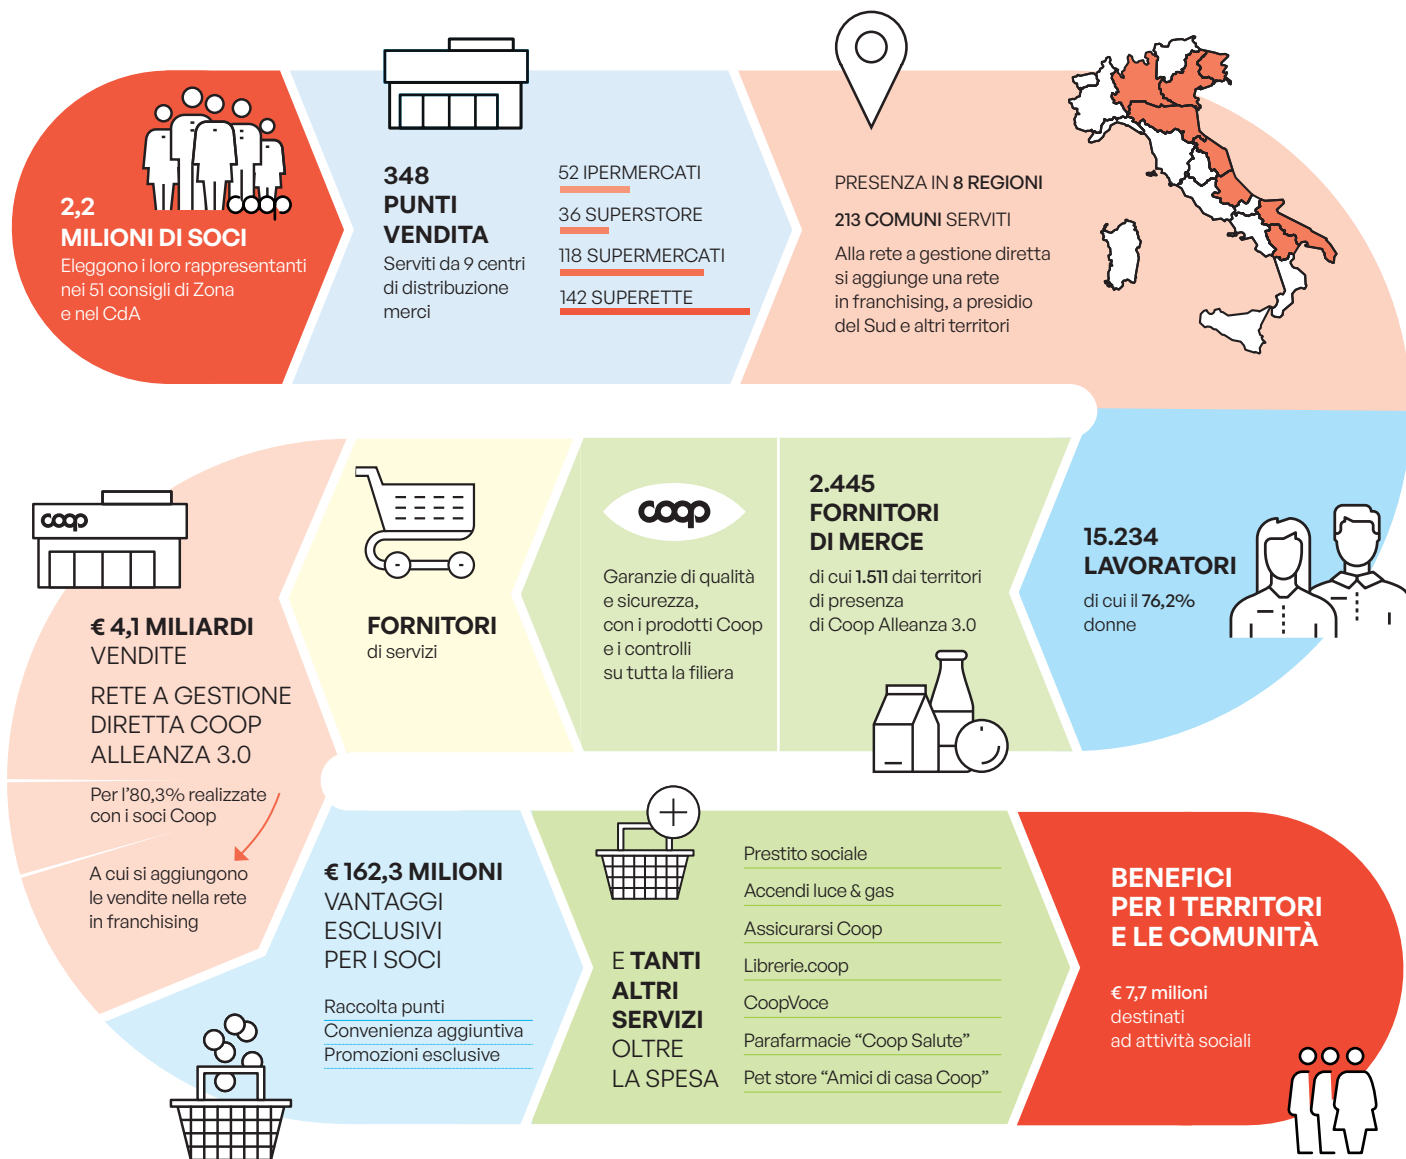 2,2
MILIONI DI SOCI
Eleggono i loro rappresentanti
nei 51 consigli di Zona
e nel CdA
coop
348
PUNTI
VENDITA
Serviti da 9 centri
di distribuzione
merci
52 IPERMERCATI
36 SUPERSTORE
118 SUPERMERCATI
142 SUPERETTE
PRESENZA IN 8 REGIONI
213 COMUNI SERVITI
Alla rete a gestione diretta
si aggiunge una rete
in franchising, a presidio
del Sud e altri territori
15.234
LAVORATORI
di cui il 76,2%
donne
2.445
FORNITORI
DI MERCE
di cui 1.511 dai territori
di presenza
di Coop Alleanza 3.0
coop
Garanzie di qualità
e sicurezza,
con i prodotti Coop
e i controlli
su tutta la filiera
FORNITORI
di servizi
coop
€ 4,1 MILIARDI
VENDITE
RETE A GESTIONE
DIRETTA COOP
ALLEANZA 3.0
Per l'80,3% realizzate
con i soci Coop
A cui si aggiungono
le vendite nella rete
in franchising
€ 162,3 MILIONI
VANTAGGI
ESCLUSIVI
PER I SOCI
Raccolta punti
Convenienza aggiuntiva
Promozioni esclusive
E TANTI
ALTRI
SERVIZI
OLTRE
LA SPESA
Prestito sociale
Accendi luce & gas
Assicurarsi Coop
Librerie.coop
CoopVoce
Parafarmacie “Coop Salute”
Pet store “Amici di casa Coop”
BENEFICI
PER I TERRITORI
E LE COMUNITÀ
€ 7,7 milioni
destinati
ad attività sociali